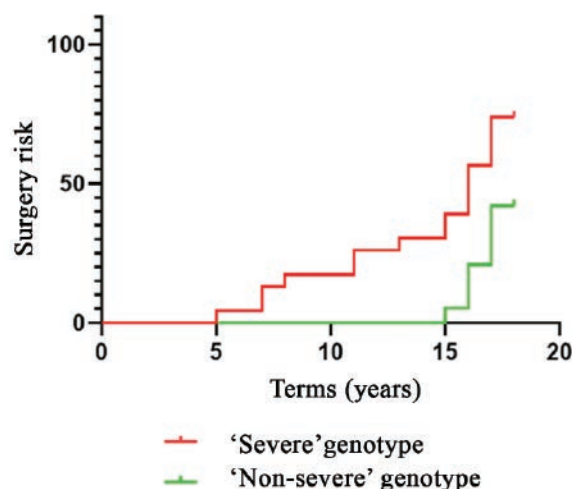 100
50
0
Surgery risk
0 5 10 15 20
Terms (years)
‘Severe’genotype
‘Non-severe’ genotype